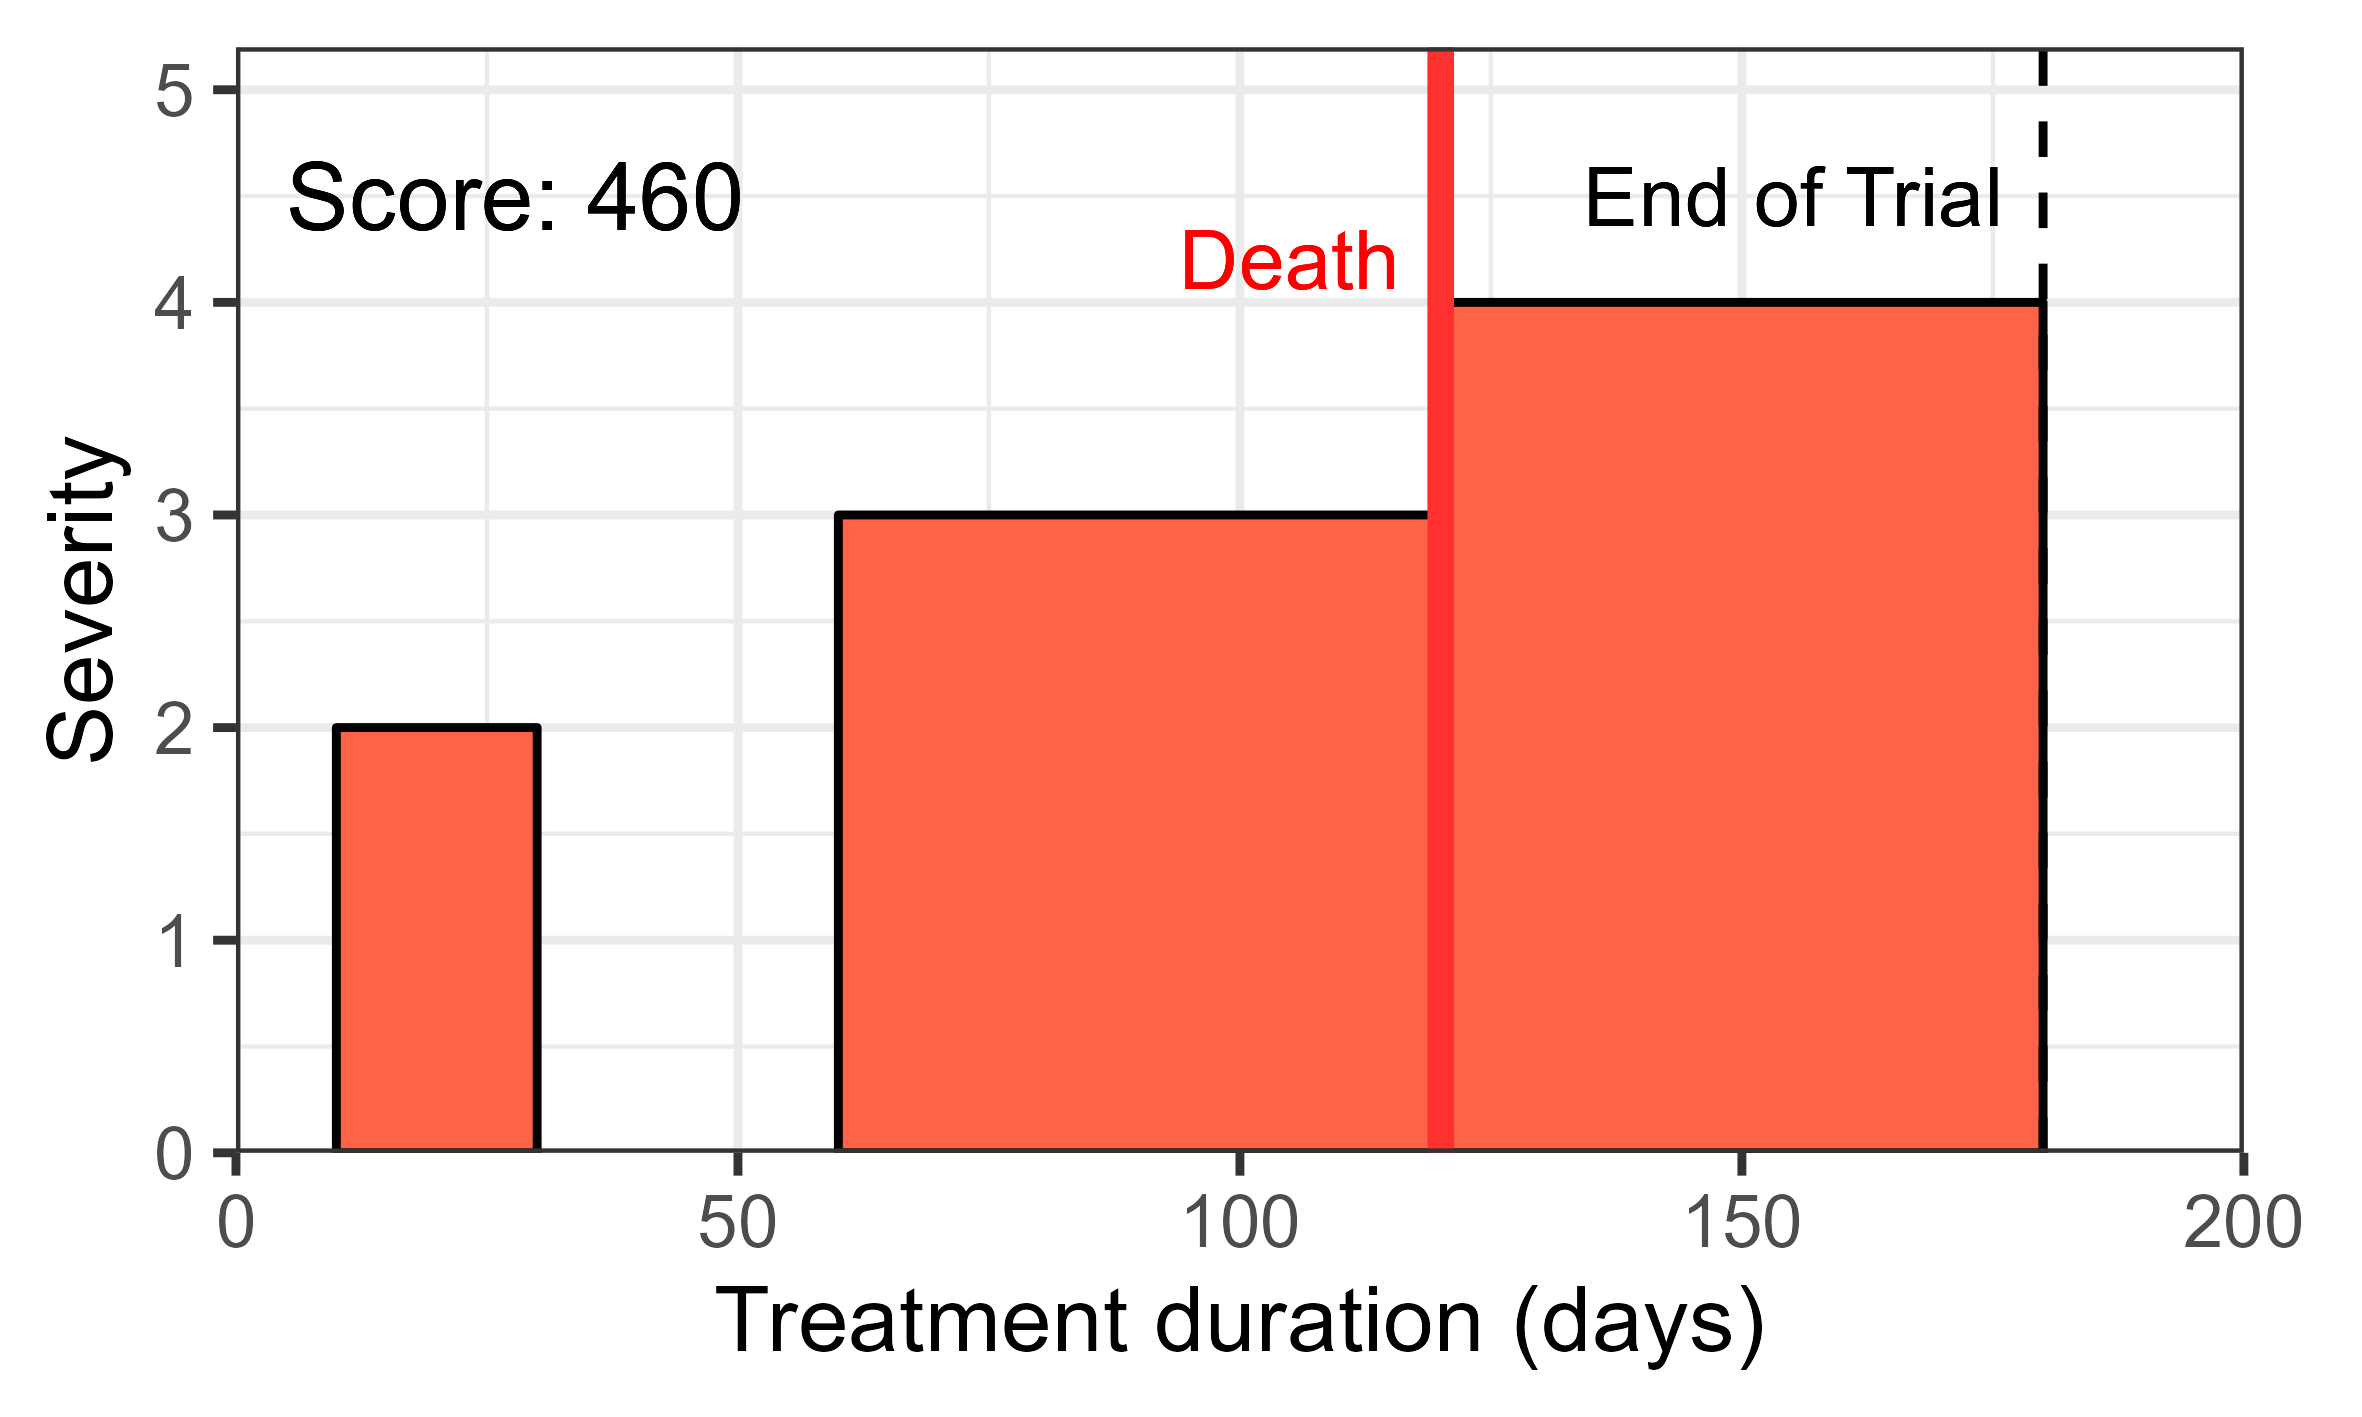 5
Score: 460
End of Trial
Death
4
3
2
1
0
Severity
0 50 100 150 200
Treatment duration (days)